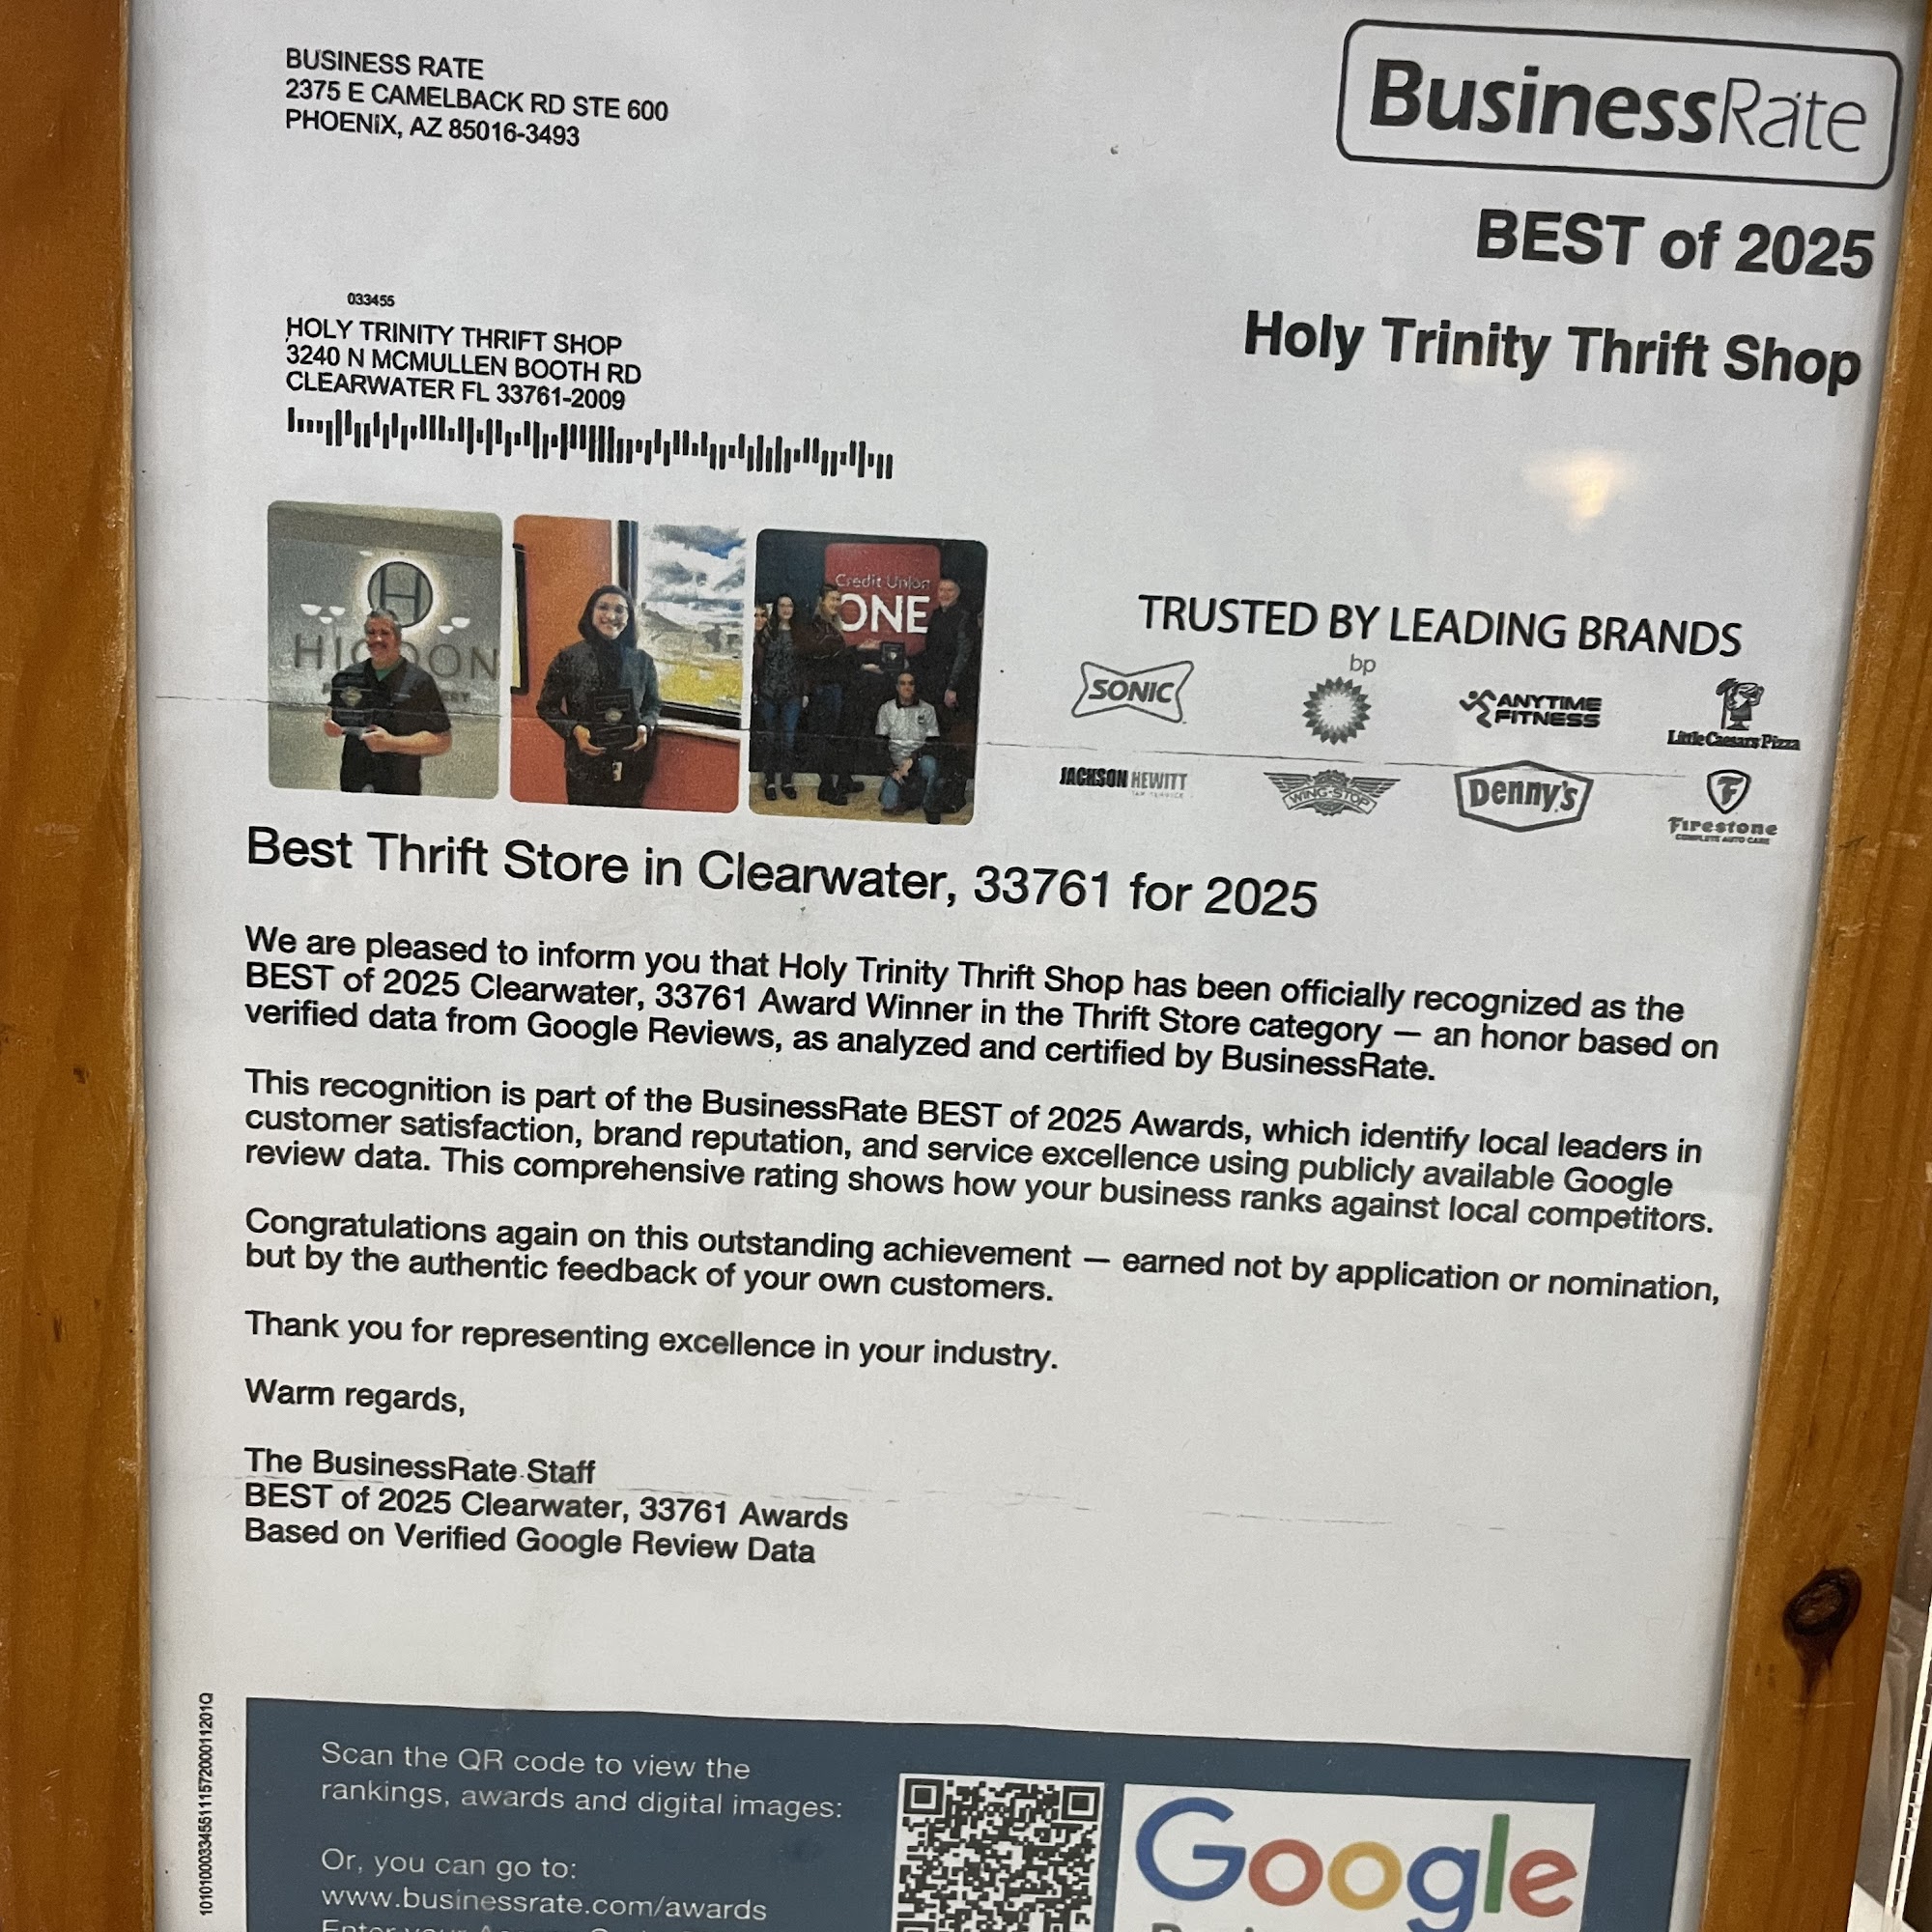 BUSINESS RATE
2375 E CAMELBACK RD STE 600
PHOENIX, AZ 85016-3493
BusinessRate
BEST of 2025
Holy Trinity Thrift Shop
033455
HOLY TRINITY THRIFT SHOP
3240 N MCMULLEN BOOTH RD
CLEARWATER FL 33761-2009
H
HIGDON
Credit Union
ONE
TRUSTED BY LEADING BRANDS
SONIC
bp
ANYTIME
FITNESS
Little Caesars Pizza
JACKSON HEWITT
TAX SERVICE
WING·STOP
Denny's
F
Firestone
COMPLETE AUTO CARE
Best Thrift Store in Clearwater, 33761 for 2025
We are pleased to inform you that Holy Trinity Thrift Shop has been officially recognized as the
BEST of 2025 Clearwater, 33761 Award Winner in the Thrift Store category — an honor based on
verified data from Google Reviews, as analyzed and certified by BusinessRate.
This recognition is part of the BusinessRate BEST of 2025 Awards, which identify local leaders in
customer satisfaction, brand reputation, and service excellence using publicly available Google
review data. This comprehensive rating shows how your business ranks against local competitors.
Congratulations again on this outstanding achievement — earned not by application or nomination,
but by the authentic feedback of your own customers.
Thank you for representing excellence in your industry.
Warm regards,
The BusinessRate Staff
BEST of 2025 Clearwater, 33761 Awards
Based on Verified Google Review Data
Scan the QR code to view the
rankings, awards and digital images:
Or, you can go to:
www.businessrate.com/awards
Google